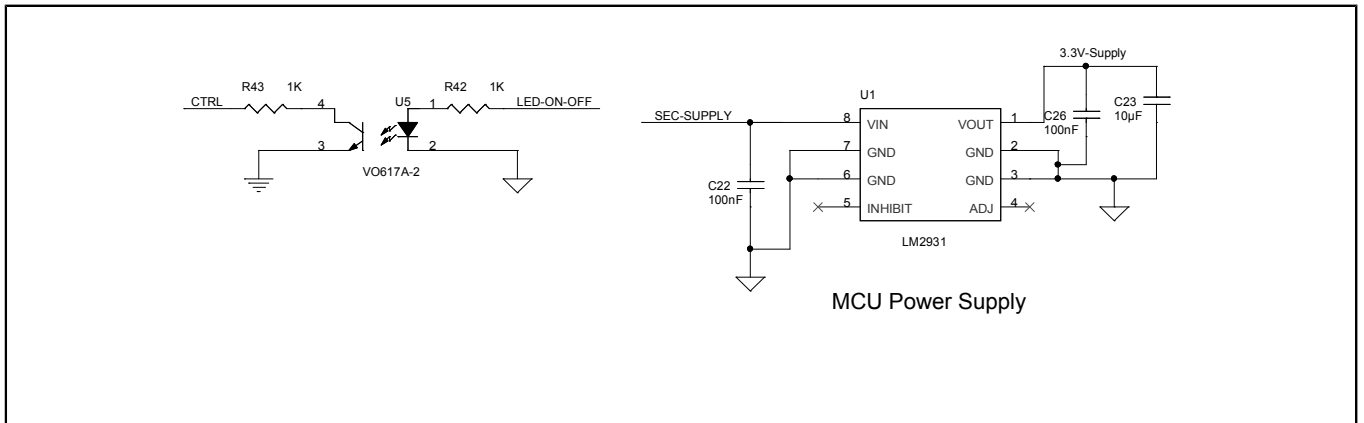 R43 1K
CTRL
4
3
U5
1
2
R42 1K
LED-ON-OFF
VO617A-2
3.3V-Supply
U1
SEC-SUPPLY
8 VIN VOUT 1
7 GND GND 2
6 GND GND 3
5 INHIBIT ADJ 4
LM2931
C22
100nF
C26
100nF
C23
10µF
MCU Power Supply